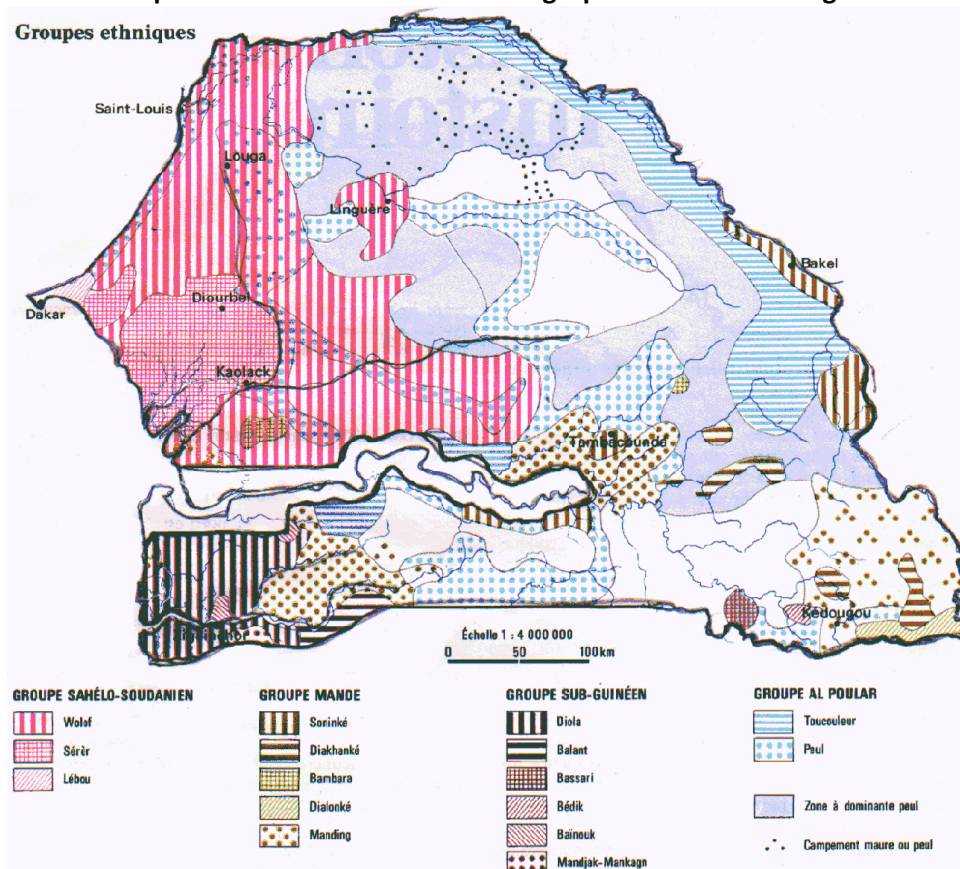 Groupes ethniques
Saint-Louis
Louga
Linguère
Bakel
Dakar
Diourbel
Kaolack
Tambacounda
Kédougou
Échelle 1 : 4 000 000
0 50 100km
GROUPE SAHÉLO-SOUDANIEN
Wolof
Sérèr
Lébou
GROUPE MANDE
Soninké
Diakhanké
Bambara
Dialonké
Manding
GROUPE SUB-GUINÉEN
Diola
Balant
Bassari
Bédik
Baïnouk
Mandjak-Mankagn
GROUPE AL POULAR
Toucouleur
Peul
Zone à dominante peul
Campement maure ou peul